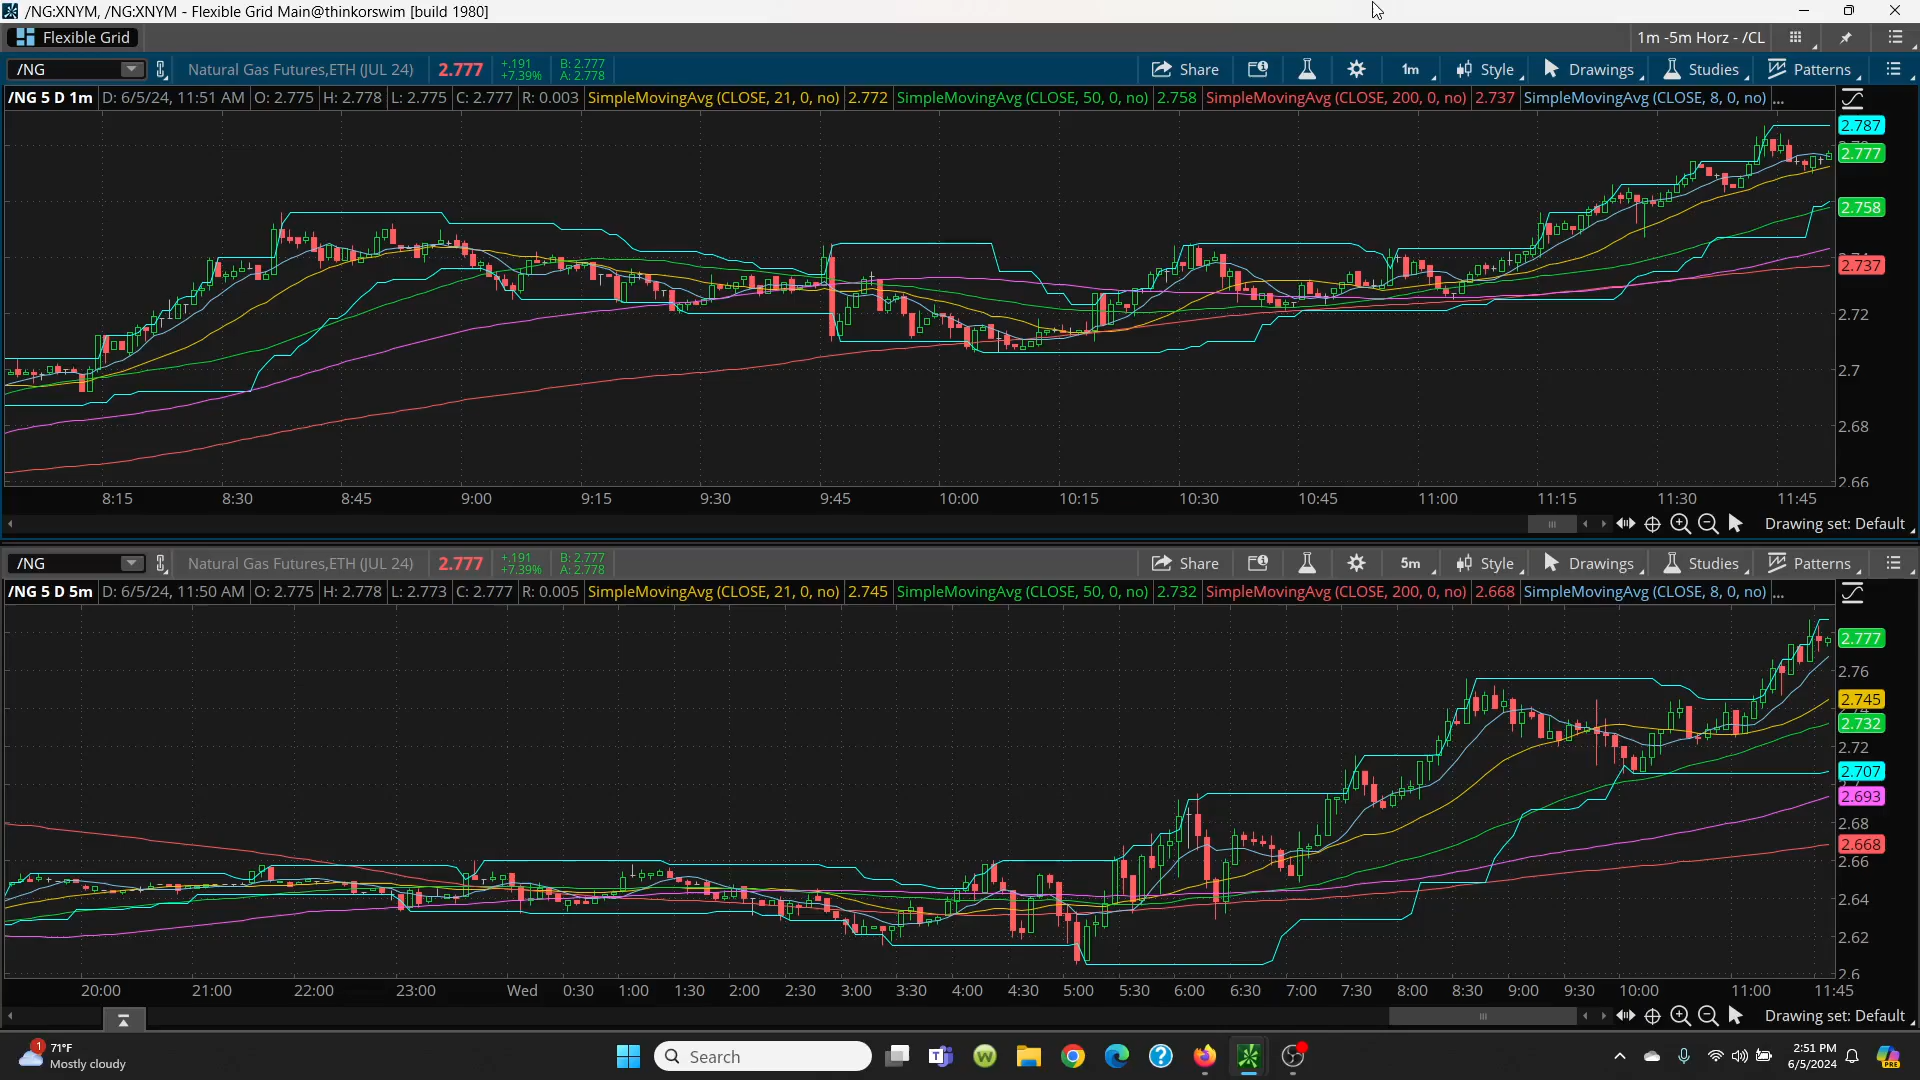 /NG:XNYM, /NG:XNYM - Flexible Grid Main@thinkorswim [build 1980]
Flexible Grid
1m -5m Horz - /CL
/NG
Natural Gas Futures,ETH (JUL 24)
2.777
+.191
+7.39%
B: 2.777
A: 2.778
Share
1m
Style
Drawings
Studies
Patterns
/NG 5 D 1m D: 6/5/24, 11:51 AM O: 2.775 H: 2.778 L: 2.775 C: 2.777 R: 0.003 SimpleMovingAvg (CLOSE, 21, 0, no) 2.772 SimpleMovingAvg (CLOSE, 50, 0, no) 2.758 SimpleMovingAvg (CLOSE, 200, 0, no) 2.737 SimpleMovingAvg (CLOSE, 8, 0, no) ...
2.787
2.777
2.758
2.737
2.72
2.7
2.68
2.66
8:15 8:30 8:45 9:00 9:15 9:30 9:45 10:00 10:15 10:30 10:45 11:00 11:15 11:30 11:45
Drawing set: Default
/NG
Natural Gas Futures,ETH (JUL 24)
2.777
+.191
+7.39%
B: 2.777
A: 2.778
Share
5m
Style
Drawings
Studies
Patterns
/NG 5 D 5m D: 6/5/24, 11:50 AM O: 2.775 H: 2.778 L: 2.773 C: 2.777 R: 0.005 SimpleMovingAvg (CLOSE, 21, 0, no) 2.745 SimpleMovingAvg (CLOSE, 50, 0, no) 2.732 SimpleMovingAvg (CLOSE, 200, 0, no) 2.668 SimpleMovingAvg (CLOSE, 8, 0, no) ...
2.777
2.76
2.745
2.732
2.72
2.707
2.693
2.68
2.668
2.66
2.64
2.62
2.6
20:00 21:00 22:00 23:00 Wed 0:30 1:00 1:30 2:00 2:30 3:00 3:30 4:00 4:30 5:00 5:30 6:00 6:30 7:00 7:30 8:00 8:30 9:00 9:30 10:00 11:00 11:45
Drawing set: Default
1
71°F
Mostly cloudy
Search
2:51 PM
6/5/2024
PRE